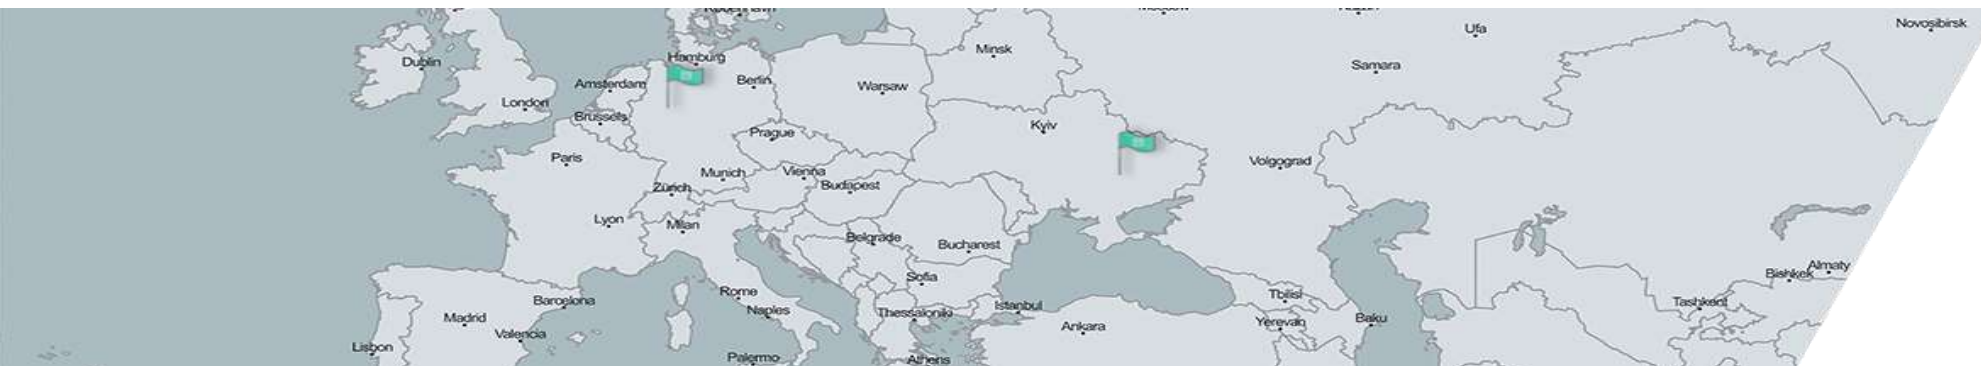 Novosibirsk
Ufa
Minsk
Hamburg
Dublin
Samara
Berlin
Amsterdam
Warsaw
London
Brussels
Kyiv
Prague
Paris
Volgograd
Vienna
Munich
Budapest
Zürich
Lyon
Milan
Belgrade
Bucharest
Almaty
Bishkek
Sofia
Rome
Tbilisi
Barcelona
Tashkent
Istanbul
Naples
Thessaloniki
Madrid
Baku
Yerevan
Ankara
Valencia
Lisbon
Palermo
Athens